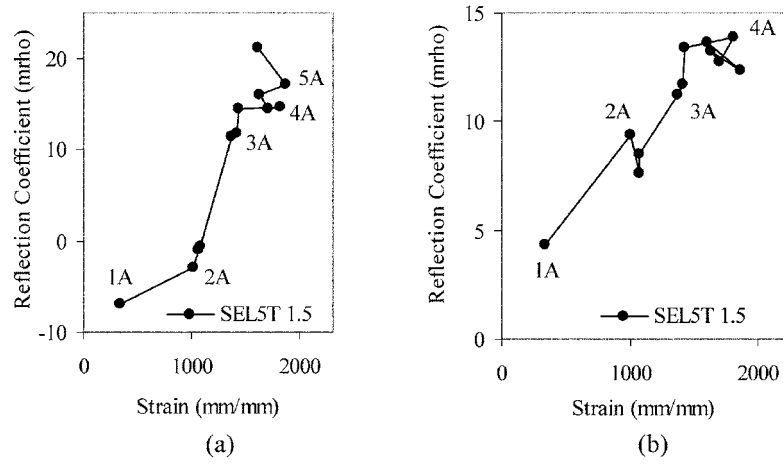 Reflection Coefficient (mrho)
20
10
0
-10
5A
4A
3A
2A
1A
SEL5T 1.5
0 1000 2000
Strain (mm/mm)
(a)
Reflection Coefficient (mrho)
15
10
5
0
4A
2A
3A
1A
SEL5T 1.5
0 1000 2000
Strain (mm/mm)
(b)